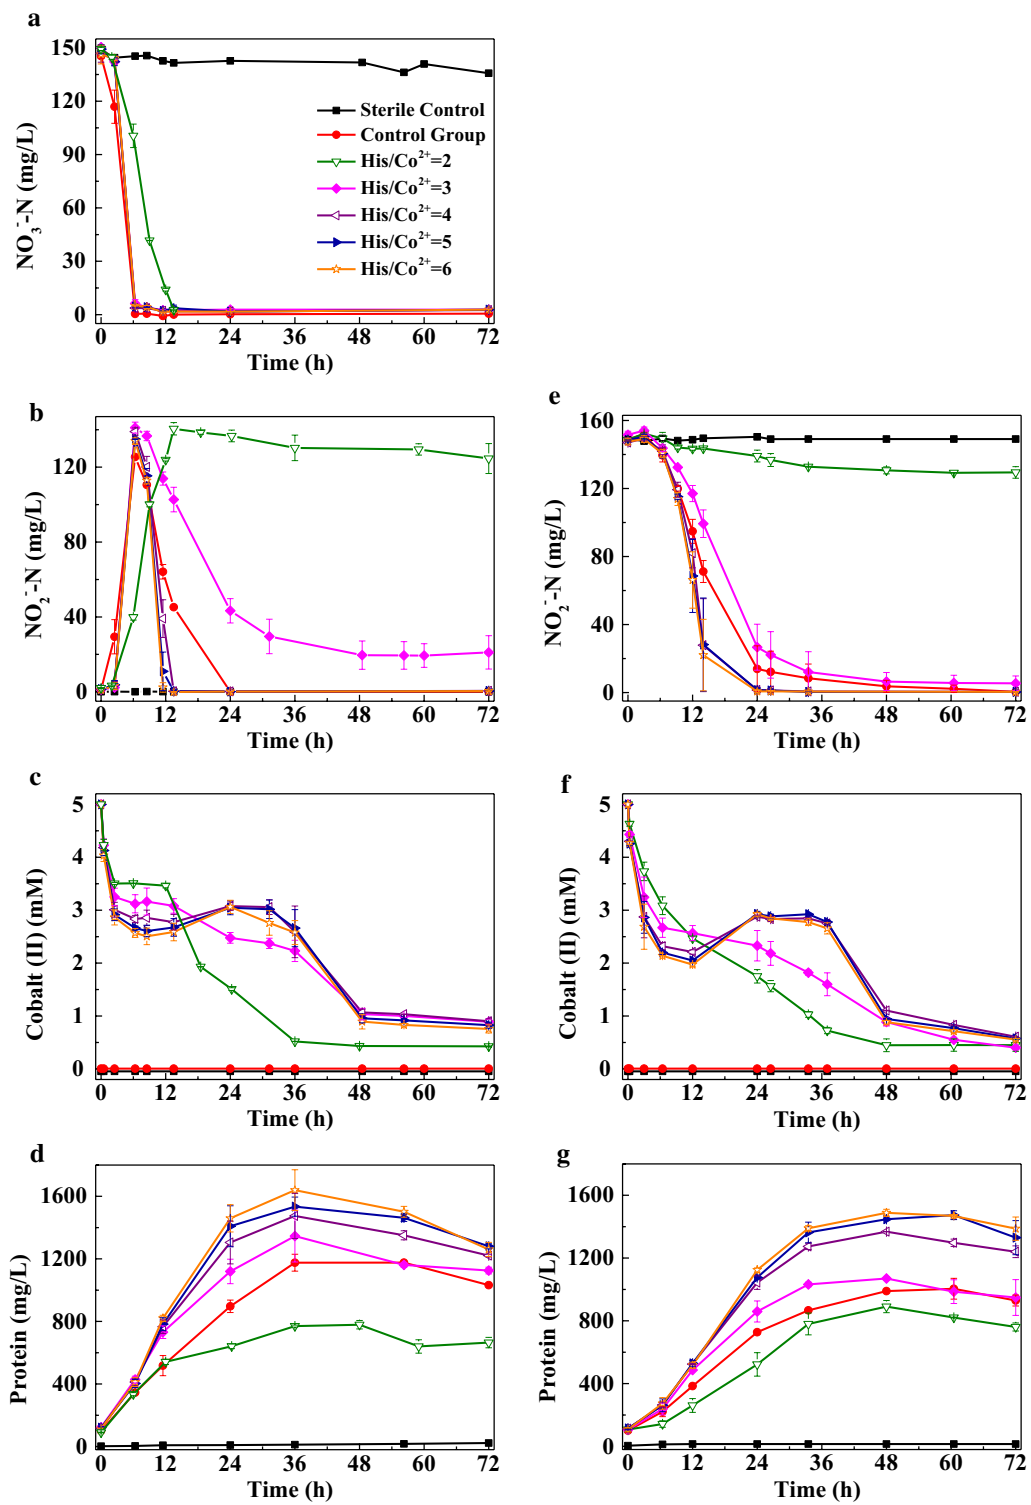 a
150
120
90
60
30
0
NO₃⁻-N (mg/L)
Sterile Control
Control Group
His/Co²⁺=2
His/Co²⁺=3
His/Co²⁺=4
His/Co²⁺=5
His/Co²⁺=6
0 12 24 36 48 60 72
Time (h)
b
120
80
40
0
NO₂⁻-N (mg/L)
0 12 24 36 48 60 72
Time (h)
e
160
120
80
40
0
NO₂⁻-N (mg/L)
0 12 24 36 48 60 72
Time (h)
c
5
4
3
2
1
0
Cobalt (II) (mM)
0 12 24 36 48 60 72
Time (h)
f
5
4
3
2
1
0
Cobalt (II) (mM)
0 12 24 36 48 60 72
Time (h)
d
1600
1200
800
400
0
Protein (mg/L)
0 12 24 36 48 60 72
Time (h)
g
1600
1200
800
400
0
Protein (mg/L)
0 12 24 36 48 60 72
Time (h)